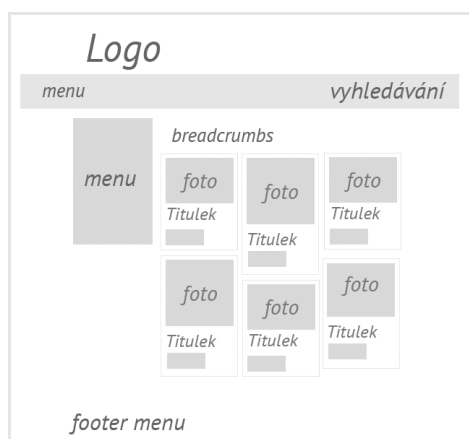 Logo
menu
vyhledávání
menu
breadcrumbs
foto
Titulek
foto
Titulek
foto
Titulek
foto
Titulek
foto
Titulek
foto
Titulek
footer menu